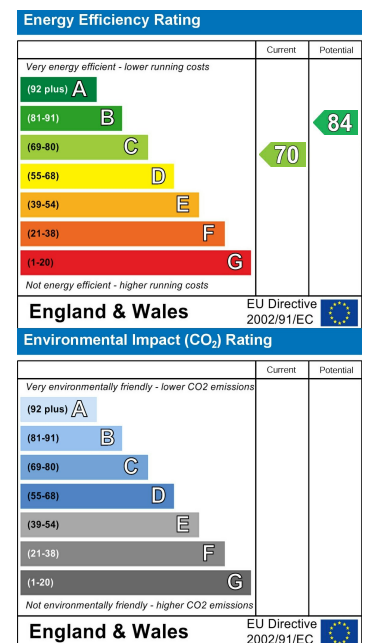 Energy Efficiency Rating
Current Potential
Very energy efficient - lower running costs
(92 plus) A
(81-91) B
84
(69-80) C
70
(55-68) D
(39-54) E
(21-38) F
(1-20) G
Not energy efficient - higher running costs
England & Wales
EU Directive
2002/91/EC
Environmental Impact (CO₂) Rating
Current Potential
Very environmentally friendly - lower CO2 emissions
(92 plus) A
(81-91) B
(69-80) C
(55-68) D
(39-54) E
(21-38) F
(1-20) G
Not environmentally friendly - higher CO2 emissions
England & Wales
EU Directive
2002/91/EC